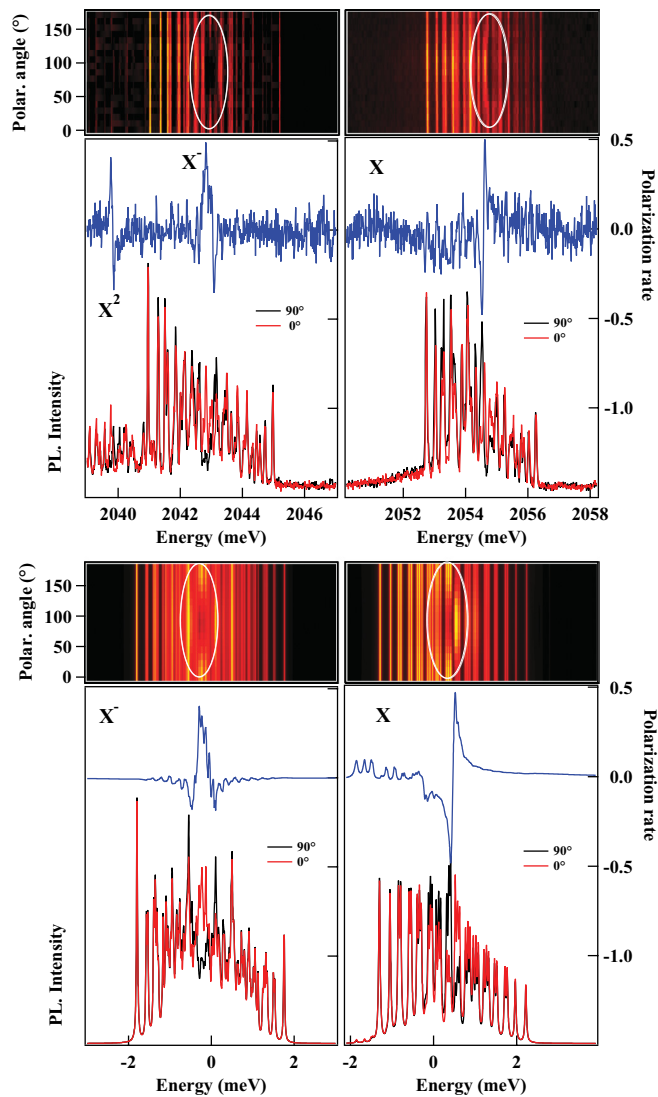 Polar. angle (°)
150
100
50
0
X⁻
X
0.5
0.0
-0.5
-1.0
Polarization rate
X²
90°
0°
90°
0°
PL. Intensity
2040 2042 2044 2046
2052 2054 2056 2058
Energy (meV)
Energy (meV)
Polar. angle (°)
150
100
50
0
X⁻
X
0.5
0.0
-0.5
-1.0
Polarization rate
90°
0°
90°
0°
PL. Intensity
-2 0 2
-2 0 2
Energy (meV)
Energy (meV)